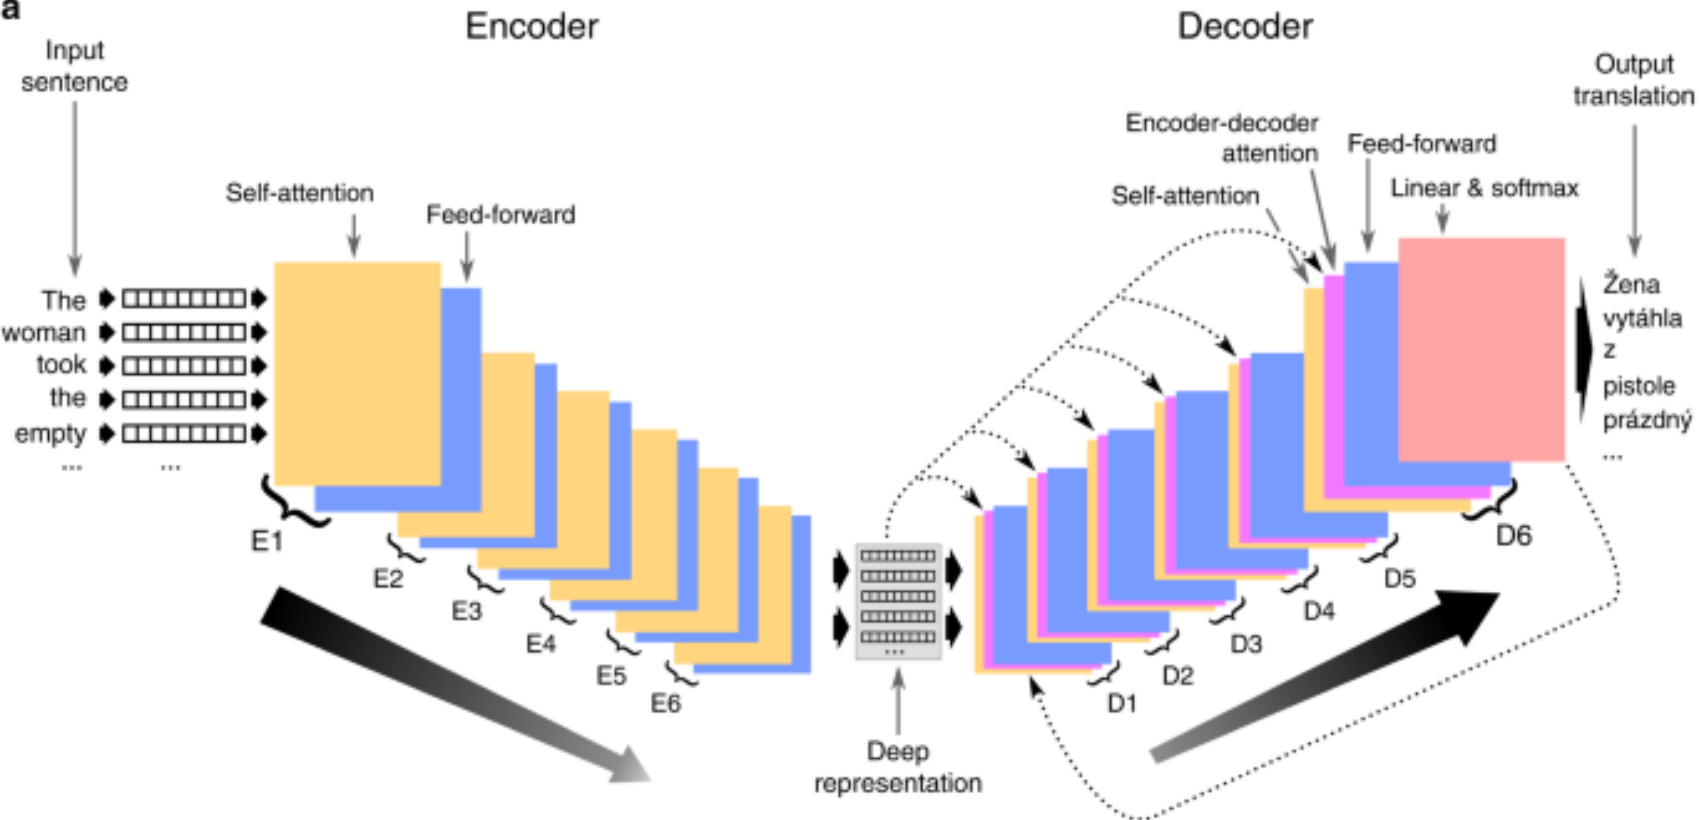 a
Encoder
Decoder
Input
sentence
Output
translation
Encoder-decoder
attention
Feed-forward
Self-attention
Linear & softmax
Self-attention
Feed-forward
The
woman
took
the
empty
...
...
Žena
vytáhla
z
pistole
prázdný
...
E1
E2
E3
E4
E5
E6
...
D1
D2
D3
D4
D5
D6
Deep
representation